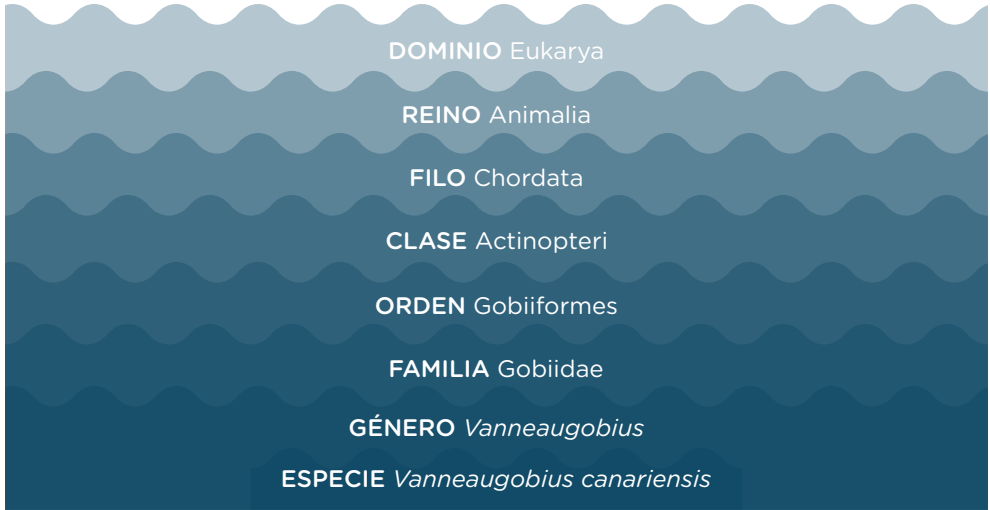 DOMINIO Eukarya
REINO Animalia
FILO Chordata
CLASE Actinopteri
ORDEN Gobiiformes
FAMILIA Gobiidae
GÉNERO Vanneaugobius
ESPECIE Vanneaugobius canariensis